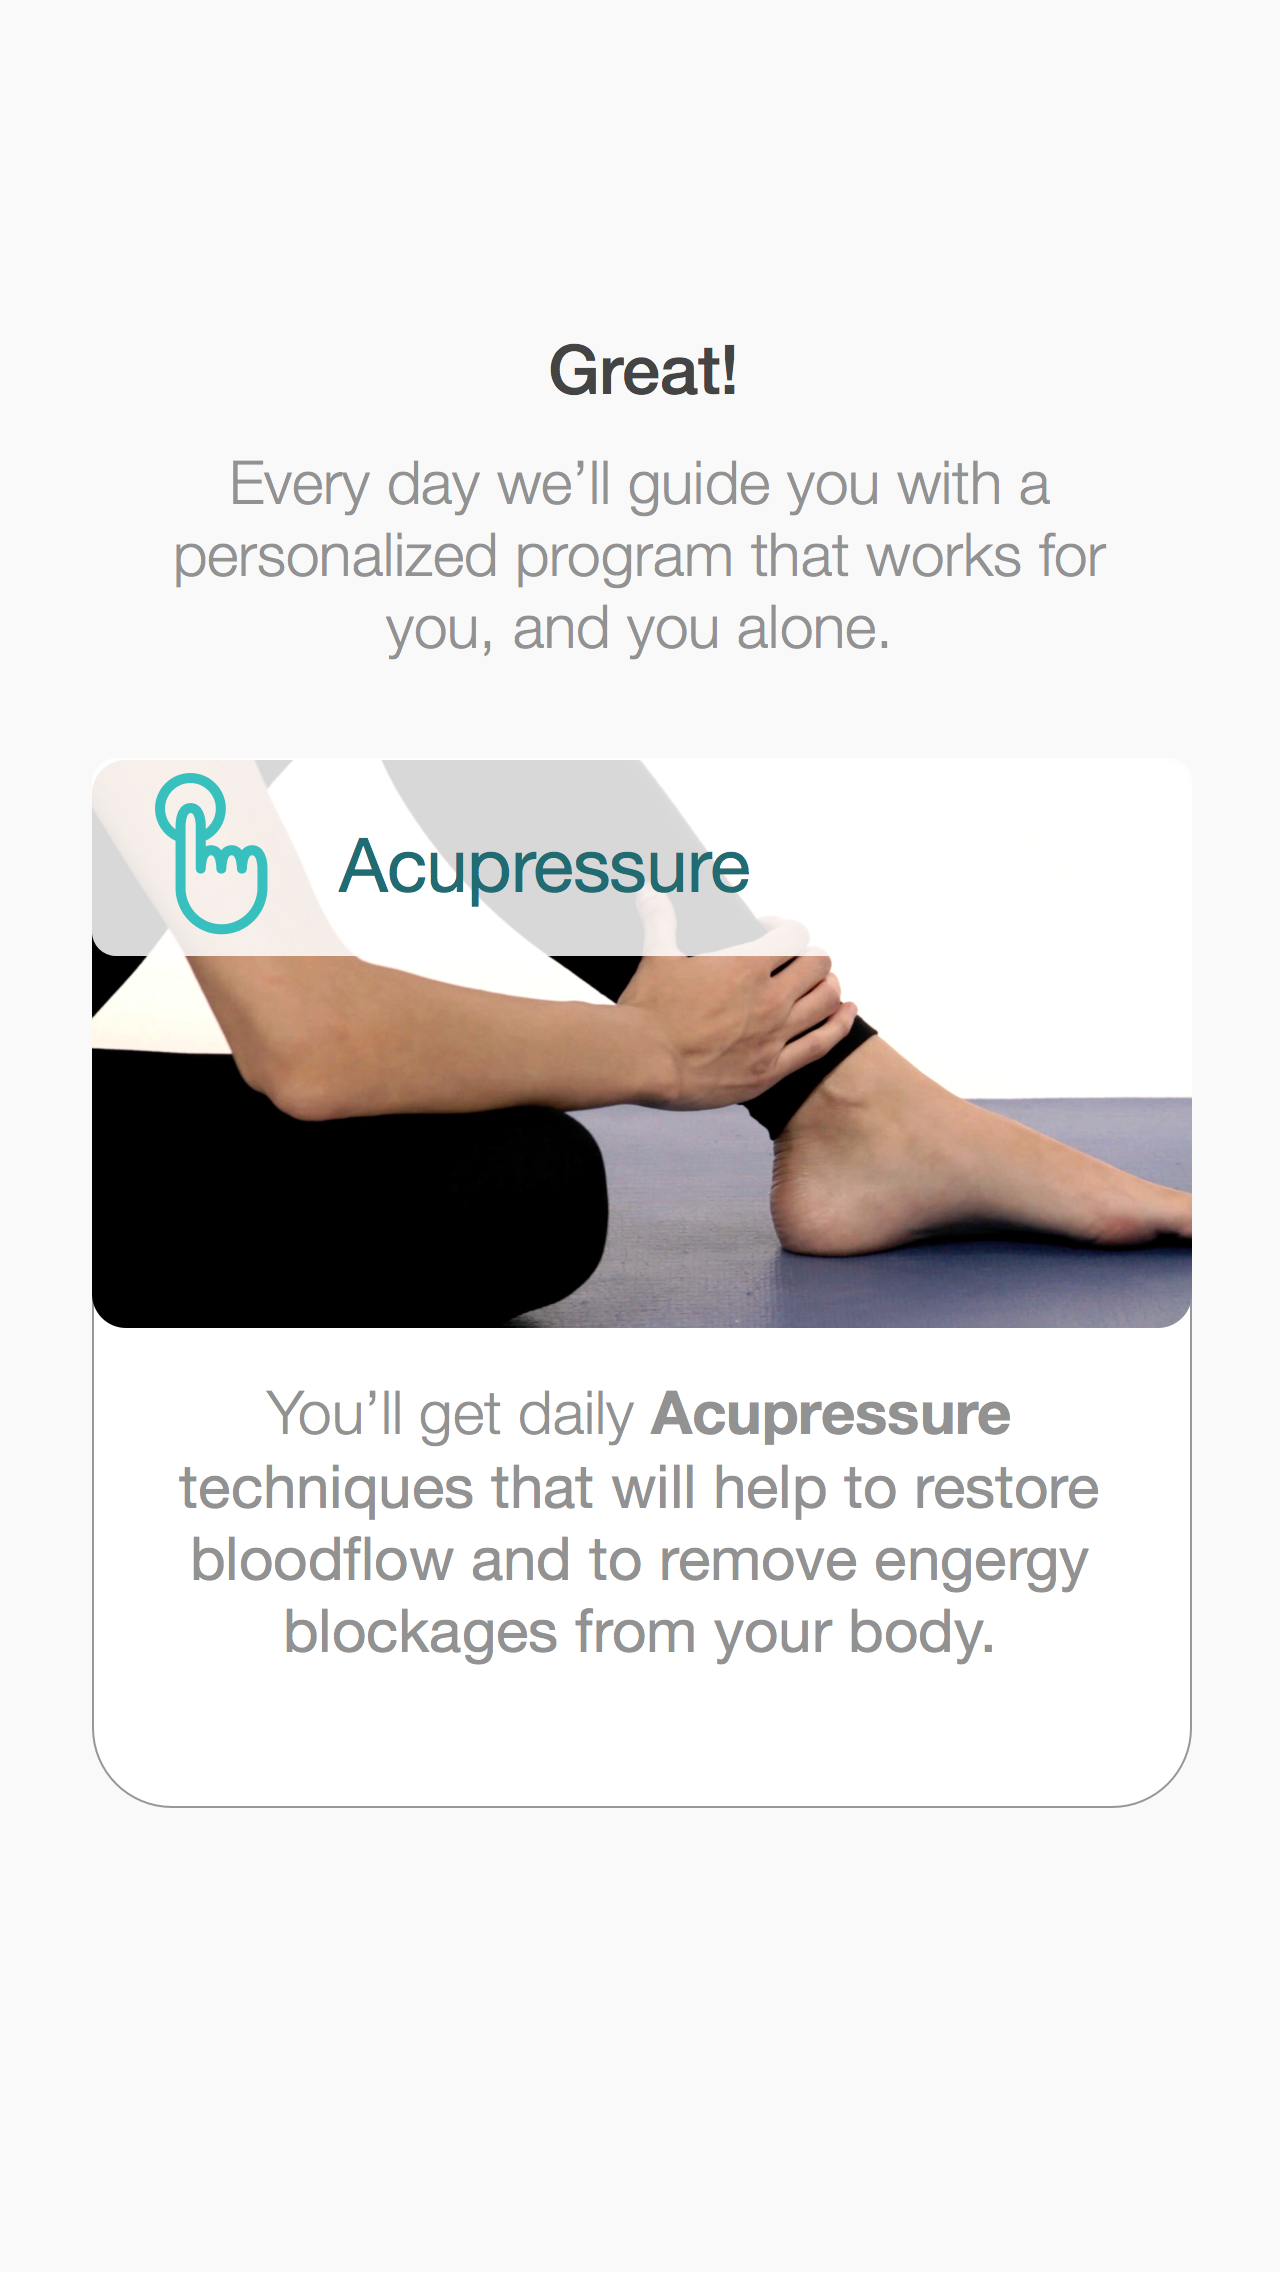 Great!
Every day we’ll guide you with a
personalized program that works for
you, and you alone.
Acupressure
You’ll get daily Acupressure
techniques that will help to restore
bloodflow and to remove engergy
blockages from your body.